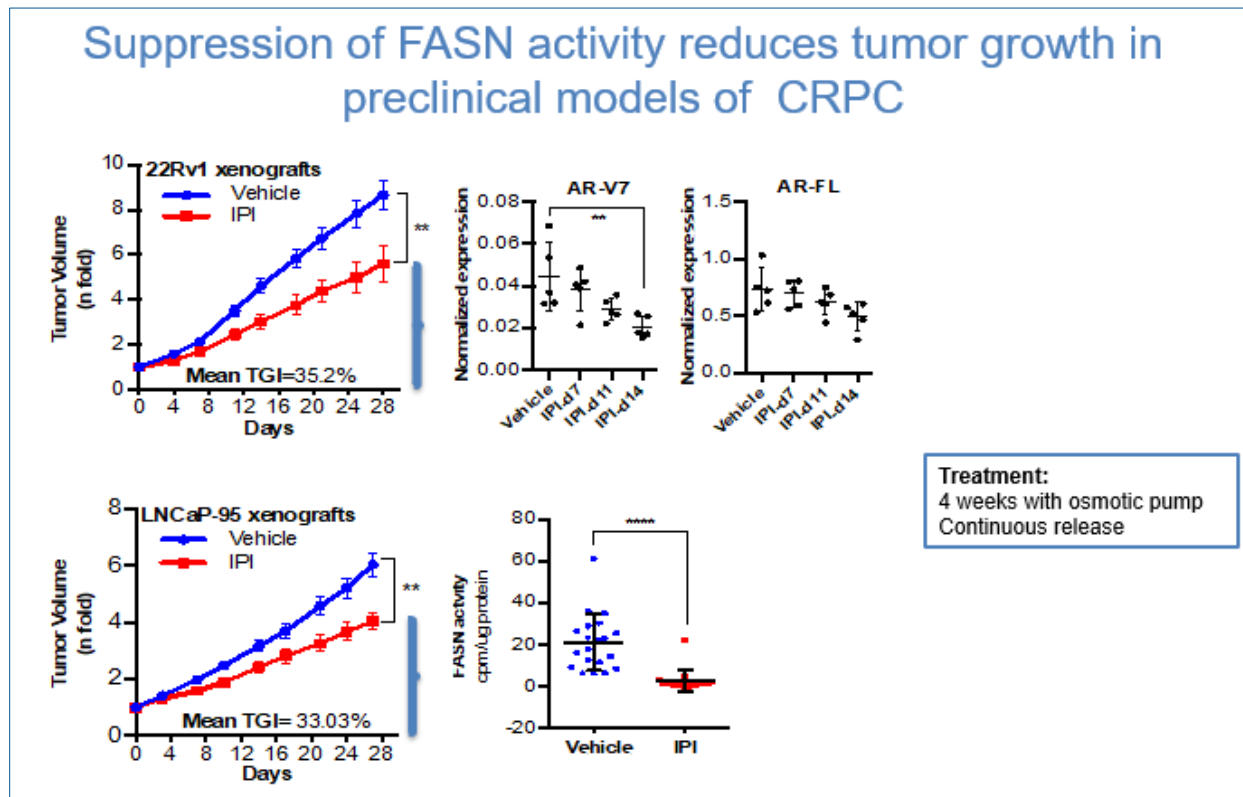 Suppression of FASN activity reduces tumor growth in
preclinical models of CRPC
22Rv1 xenografts
Vehicle
IPI
**
Tumor Volume
(n fold)
10
8
6
4
2
0
Mean TGI=35.2%
0 4 8 12 16 20 24 28
Days
AR-V7
**
Normalized expression
0.08
0.06
0.04
0.02
0.00
Vehicle
IPI-d7
IPI-d11
IPI-d14
AR-FL
Normalized expression
1.5
1.0
0.5
0.0
Vehicle
IPI-d7
IPI-d11
IPI-d14
Treatment:
4 weeks with osmotic pump
Continuous release
LNCaP-95 xenografts
Vehicle
IPI
**
Tumor Volume
(n fold)
8
6
4
2
0
Mean TGI= 33.03%
0 4 8 12 16 20 24 28
Days
****
FASN activity
cpm/ug protein
80
60
40
20
0
-20
Vehicle IPI